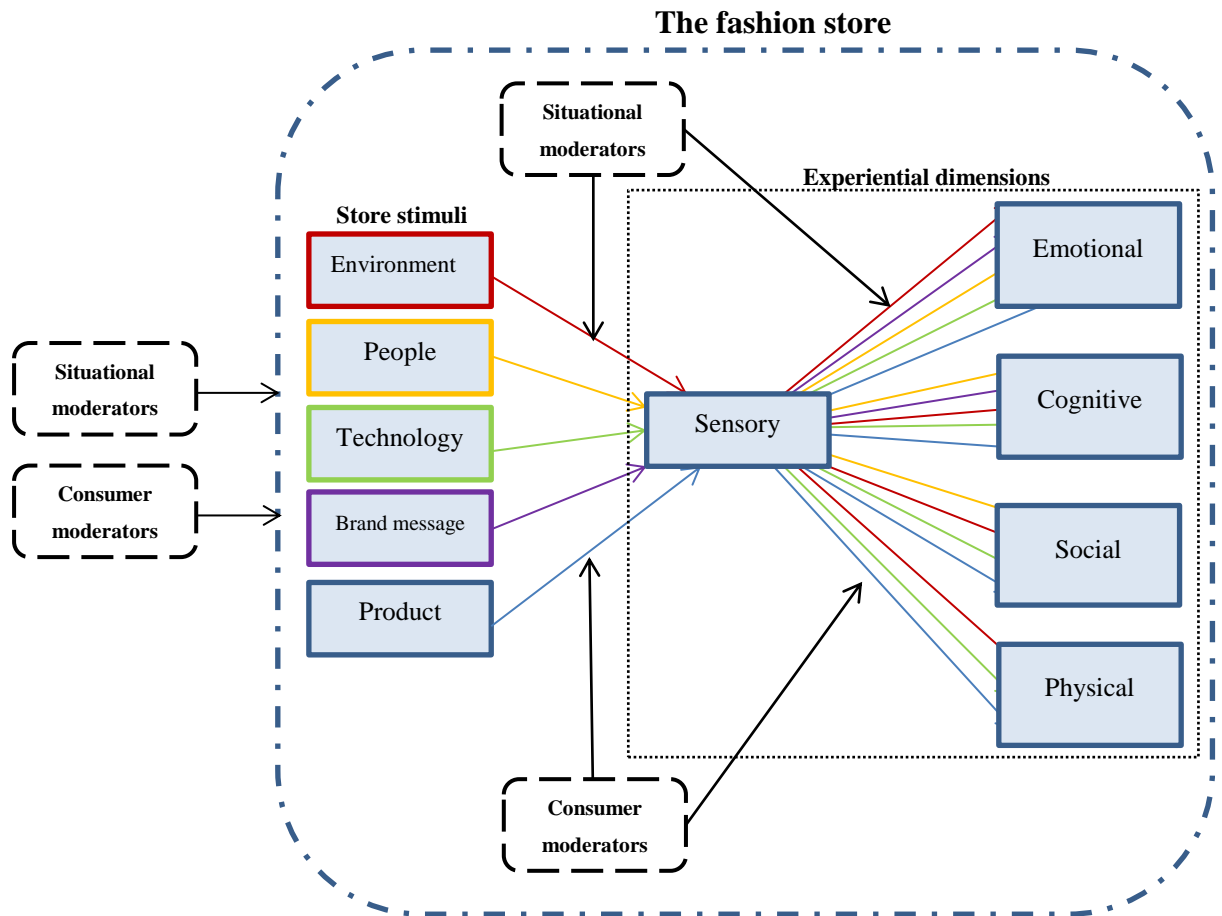 The fashion store
Situational
moderators
Experiential dimensions
Store stimuli
Environment
People
Technology
Brand message
Product
Situational
moderators
Consumer
moderators
Sensory
Emotional
Cognitive
Social
Physical
Consumer
moderators